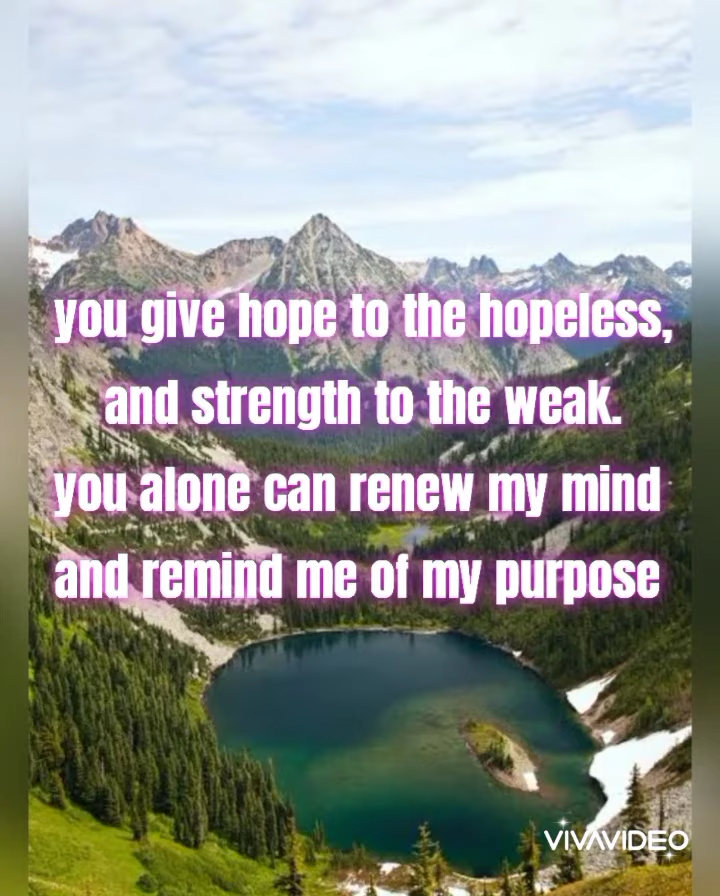 you give hope to the hopeless,
and strength to the weak.
you alone can renew my mind
and remind me of my purpose
VIVAVIDEO